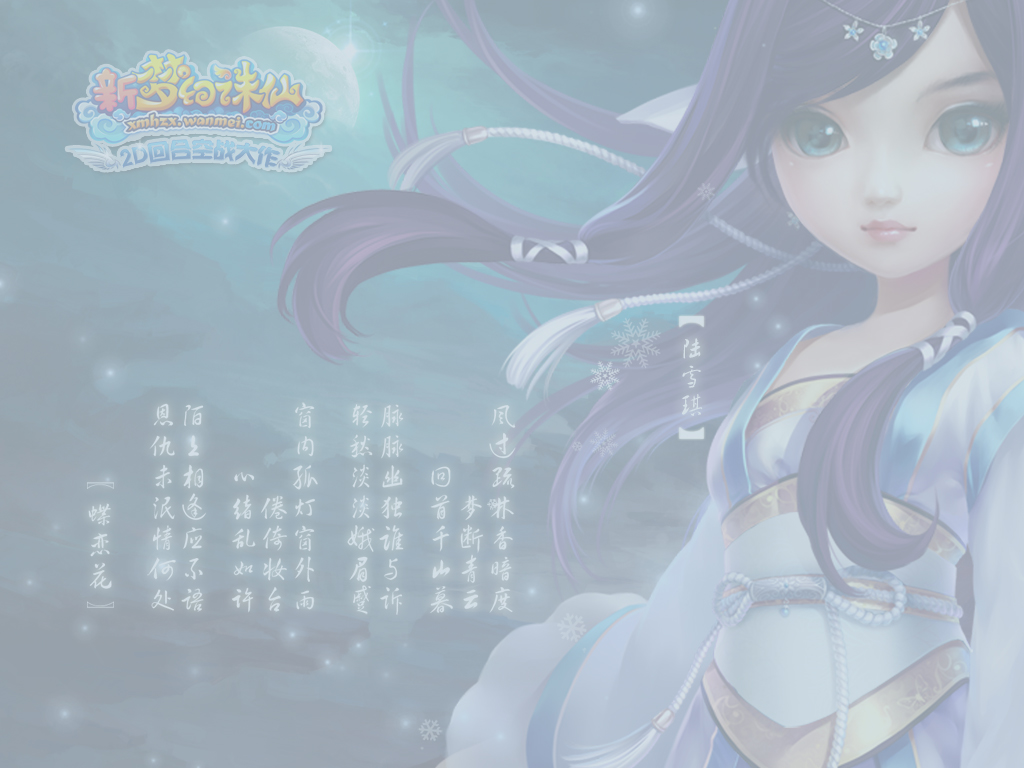 新梦幻诛仙
xmhzx.wanmei.com
2D回合空战大作
【陆雪琪】
风过疏淋香暗度
梦断青云
回首千山暮
脉脉幽独谁与诉
轻愁淡淡娥眉蹙
窗内孤灯窗外雨
倦倚妆台
心结乱如许
陌上相逢应不语
恩仇未泯情何处
【蝶恋花】